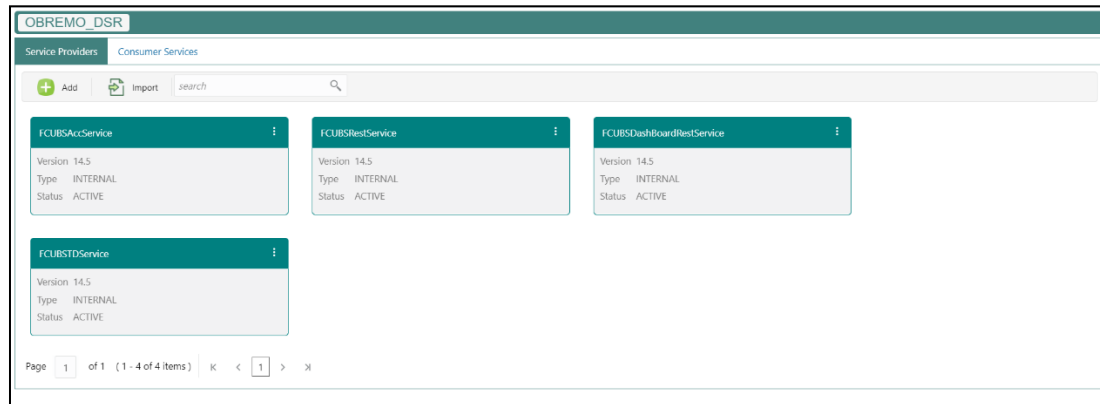 OBREMO_DSR
Service Providers Consumer Services
Add Import search
FCUBSAccService FCUBSRestService FCUBSDashBoardRestService
Version 14.5 Version 14.5 Version 14.5
Type INTERNAL Type INTERNAL Type INTERNAL
Status ACTIVE Status ACTIVE Status ACTIVE
FCUBSTDService
Version 14.5
Type INTERNAL
Status ACTIVE
Page 1 of 1 ( 1 - 4 of 4 items ) 1